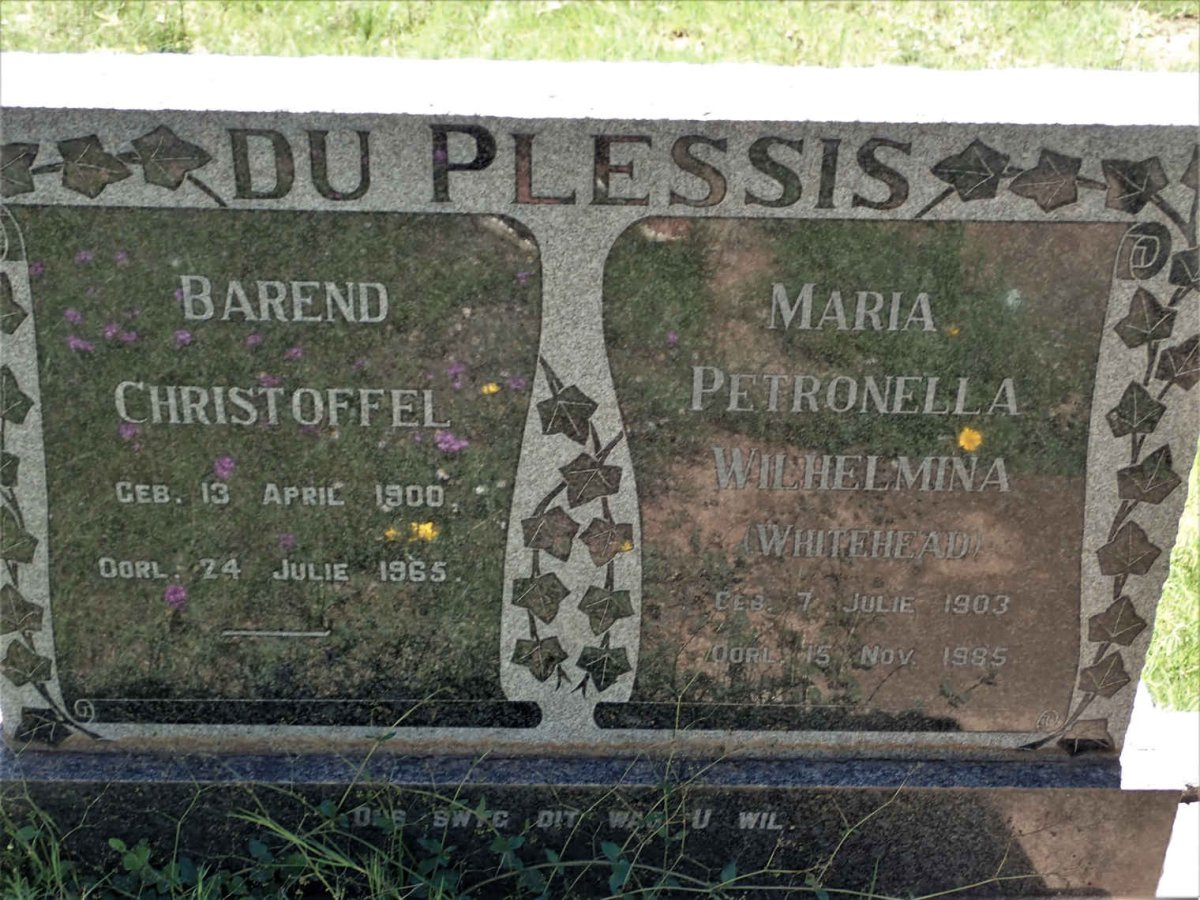 DU PLESSIS
BAREND
CHRISTOFFEL
GEB. 13 APRIL 1900.
OORL. 24 JULIE 1965.
MARIA
PETRONELLA
WILHELMINA
(WHITEHEAD)
GEB. 7 JULIE 1903
OORL 15 NOV. 1985
DIT WAS U WIL.